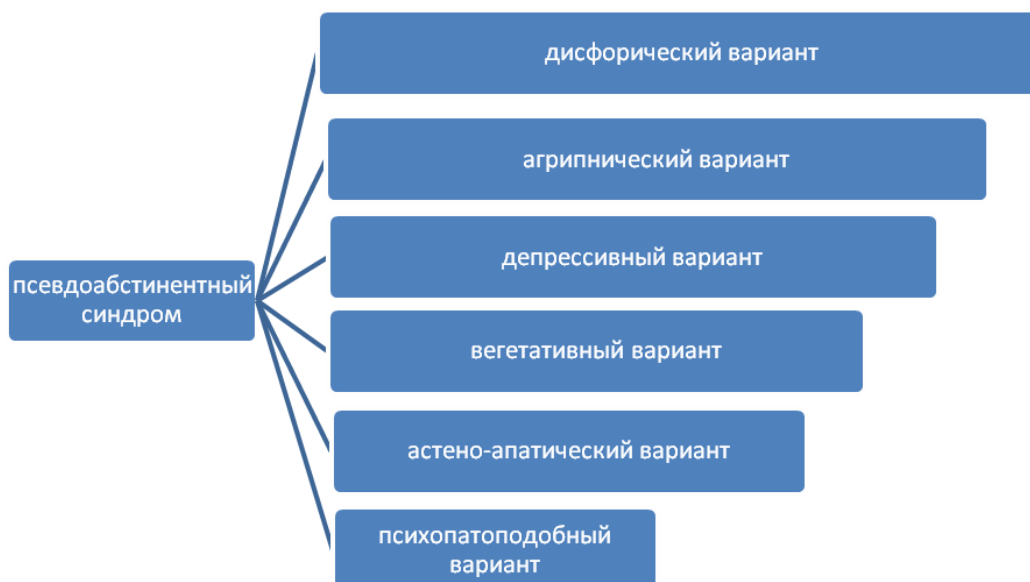 дисфорический вариант
агрипнический вариант
депрессивный вариант
псевдоабстинентный
синдром
вегетативный вариант
астено-апатический вариант
психопатоподобный
вариант